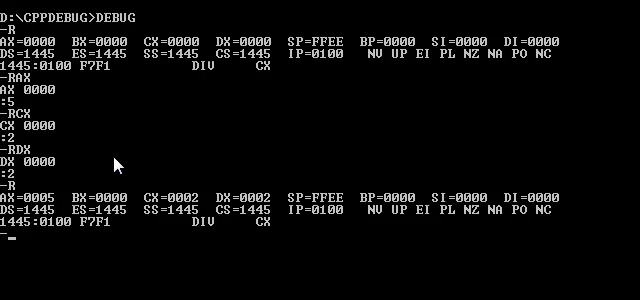 D:\CPPDEBUG>DEBUG
-R
AX=0000  BX=0000  CX=0000  DX=0000  SP=FFEE  BP=0000  SI=0000  DI=0000
DS=1445  ES=1445  SS=1445  CS=1445  IP=0100   NV UP EI PL NZ NA PO NC
1445:0100 F7F1          DIV     CX
-RAX
AX 0000
:5
-RCX
CX 0000
:2
-RDX
DX 0000
:2
-R
AX=0005  BX=0000  CX=0002  DX=0002  SP=FFEE  BP=0000  SI=0000  DI=0000
DS=1445  ES=1445  SS=1445  CS=1445  IP=0100   NV UP EI PL NZ NA PO NC
1445:0100 F7F1          DIV     CX
-_